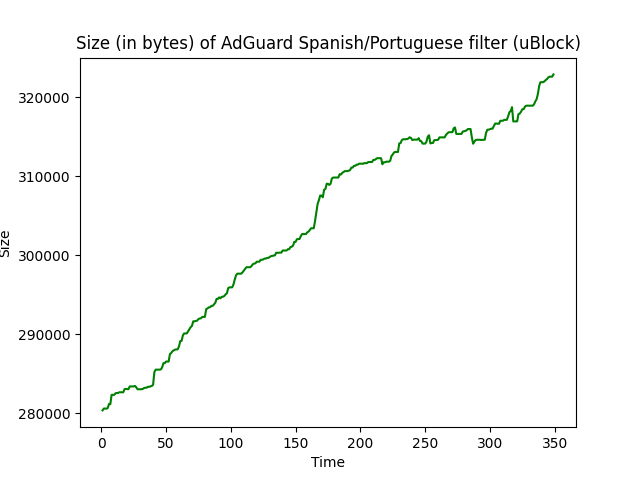 Size (in bytes) of AdGuard Spanish/Portuguese filter (uBlock)
320000
310000
300000
290000
280000
Size
0 50 100 150 200 250 300 350
Time